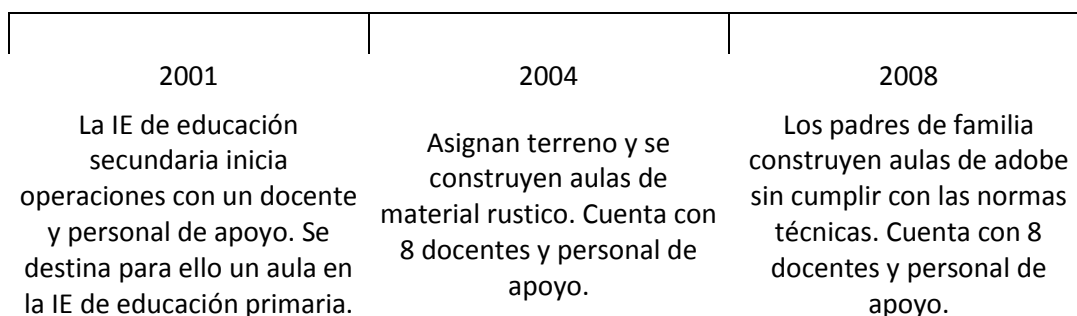 2001
La IE de educación
secundaria inicia
operaciones con un docente
y personal de apoyo. Se
destina para ello un aula en
la IE de educación primaria.
2004
Asignan terreno y se
construyen aulas de
material rustico. Cuenta con
8 docentes y personal de
apoyo.
2008
Los padres de familia
construyen aulas de adobe
sin cumplir con las normas
técnicas. Cuenta con 8
docentes y personal de
apoyo.